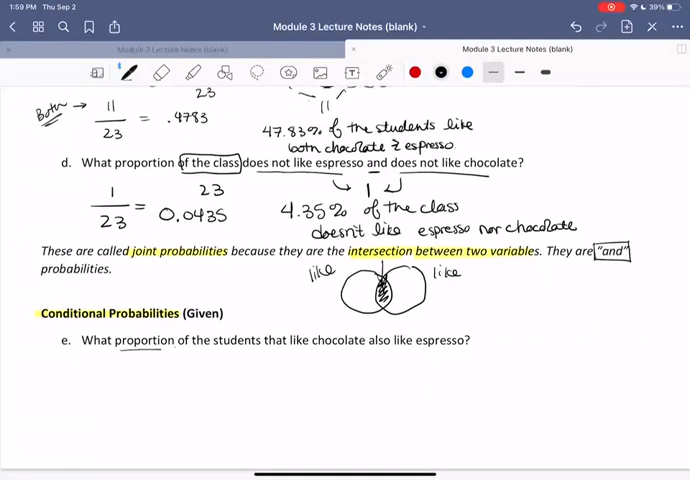 1:59 PM Thu Sep 2
39%
Module 3 Lecture Notes (blank)
Module 2 Lecture Notes (blank)
Module 3 Lecture Notes (blank)
23
11
Both → 11
23 = .4783
47.83% of the students like
both chocolate & espresso.
d. What proportion of the class does not like espresso and does not like chocolate?
1
23 = 0.0435
23
1
4.35% of the class
doesn't like espresso nor chocolate
These are called joint probabilities because they are the intersection between two variables. They are "and"
probabilities.
like
like
Conditional Probabilities (Given)
e. What proportion of the students that like chocolate also like espresso?